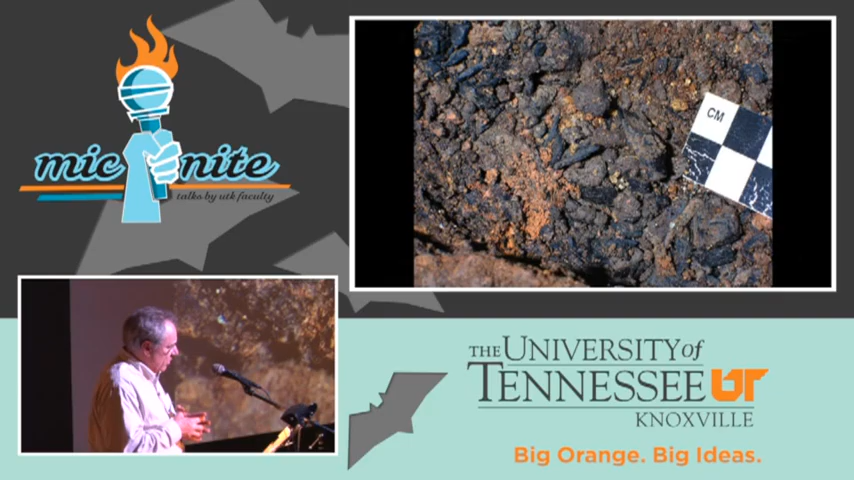 mic nite
talks by utk faculty
CM
THE UNIVERSITY of
TENNESSEE UT
KNOXVILLE
Big Orange. Big Ideas.